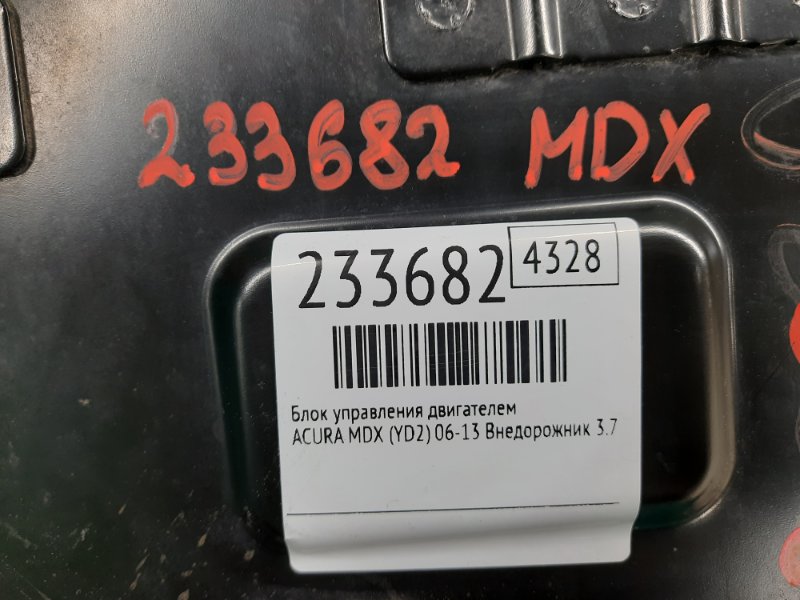 233682 MDX
233682 4328
Блок управления двигателем
ACURA MDX (YD2) 06-13 Внедорожник 3.7